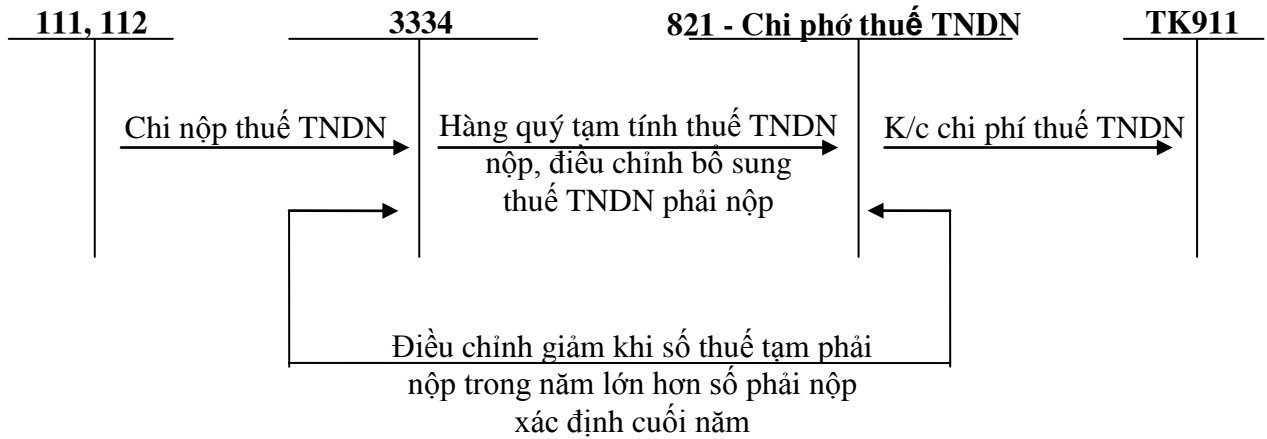 111, 112
3334
821 - Chi phớ thuế TNDN
TK911
Chi nộp thuế TNDN
Hàng quý tạm tính thuế TNDN
nộp, điều chỉnh bổ sung
thuế TNDN phải nộp
K/c chi phí thuế TNDN
Điều chỉnh giảm khi số thuế tạm phải
nộp trong năm lớn hơn số phải nộp
xác định cuối năm